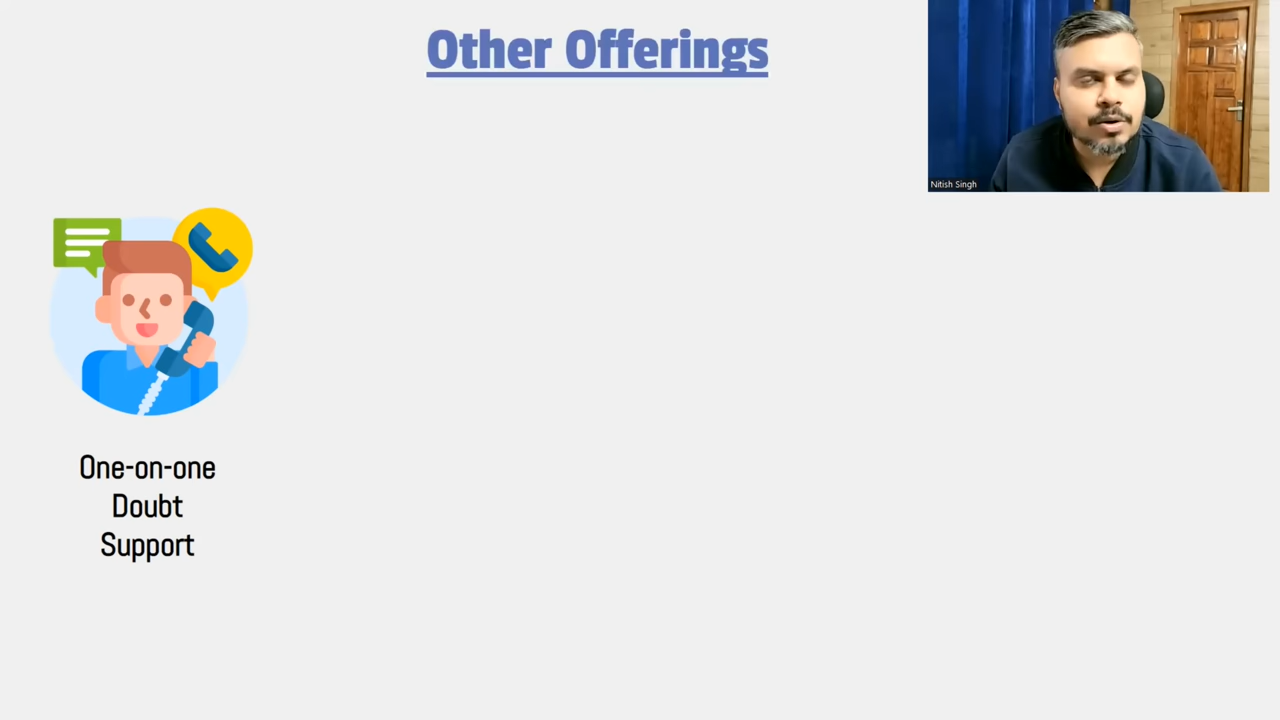 Other Offerings
Nitish Singh
One-on-one
Doubt
Support